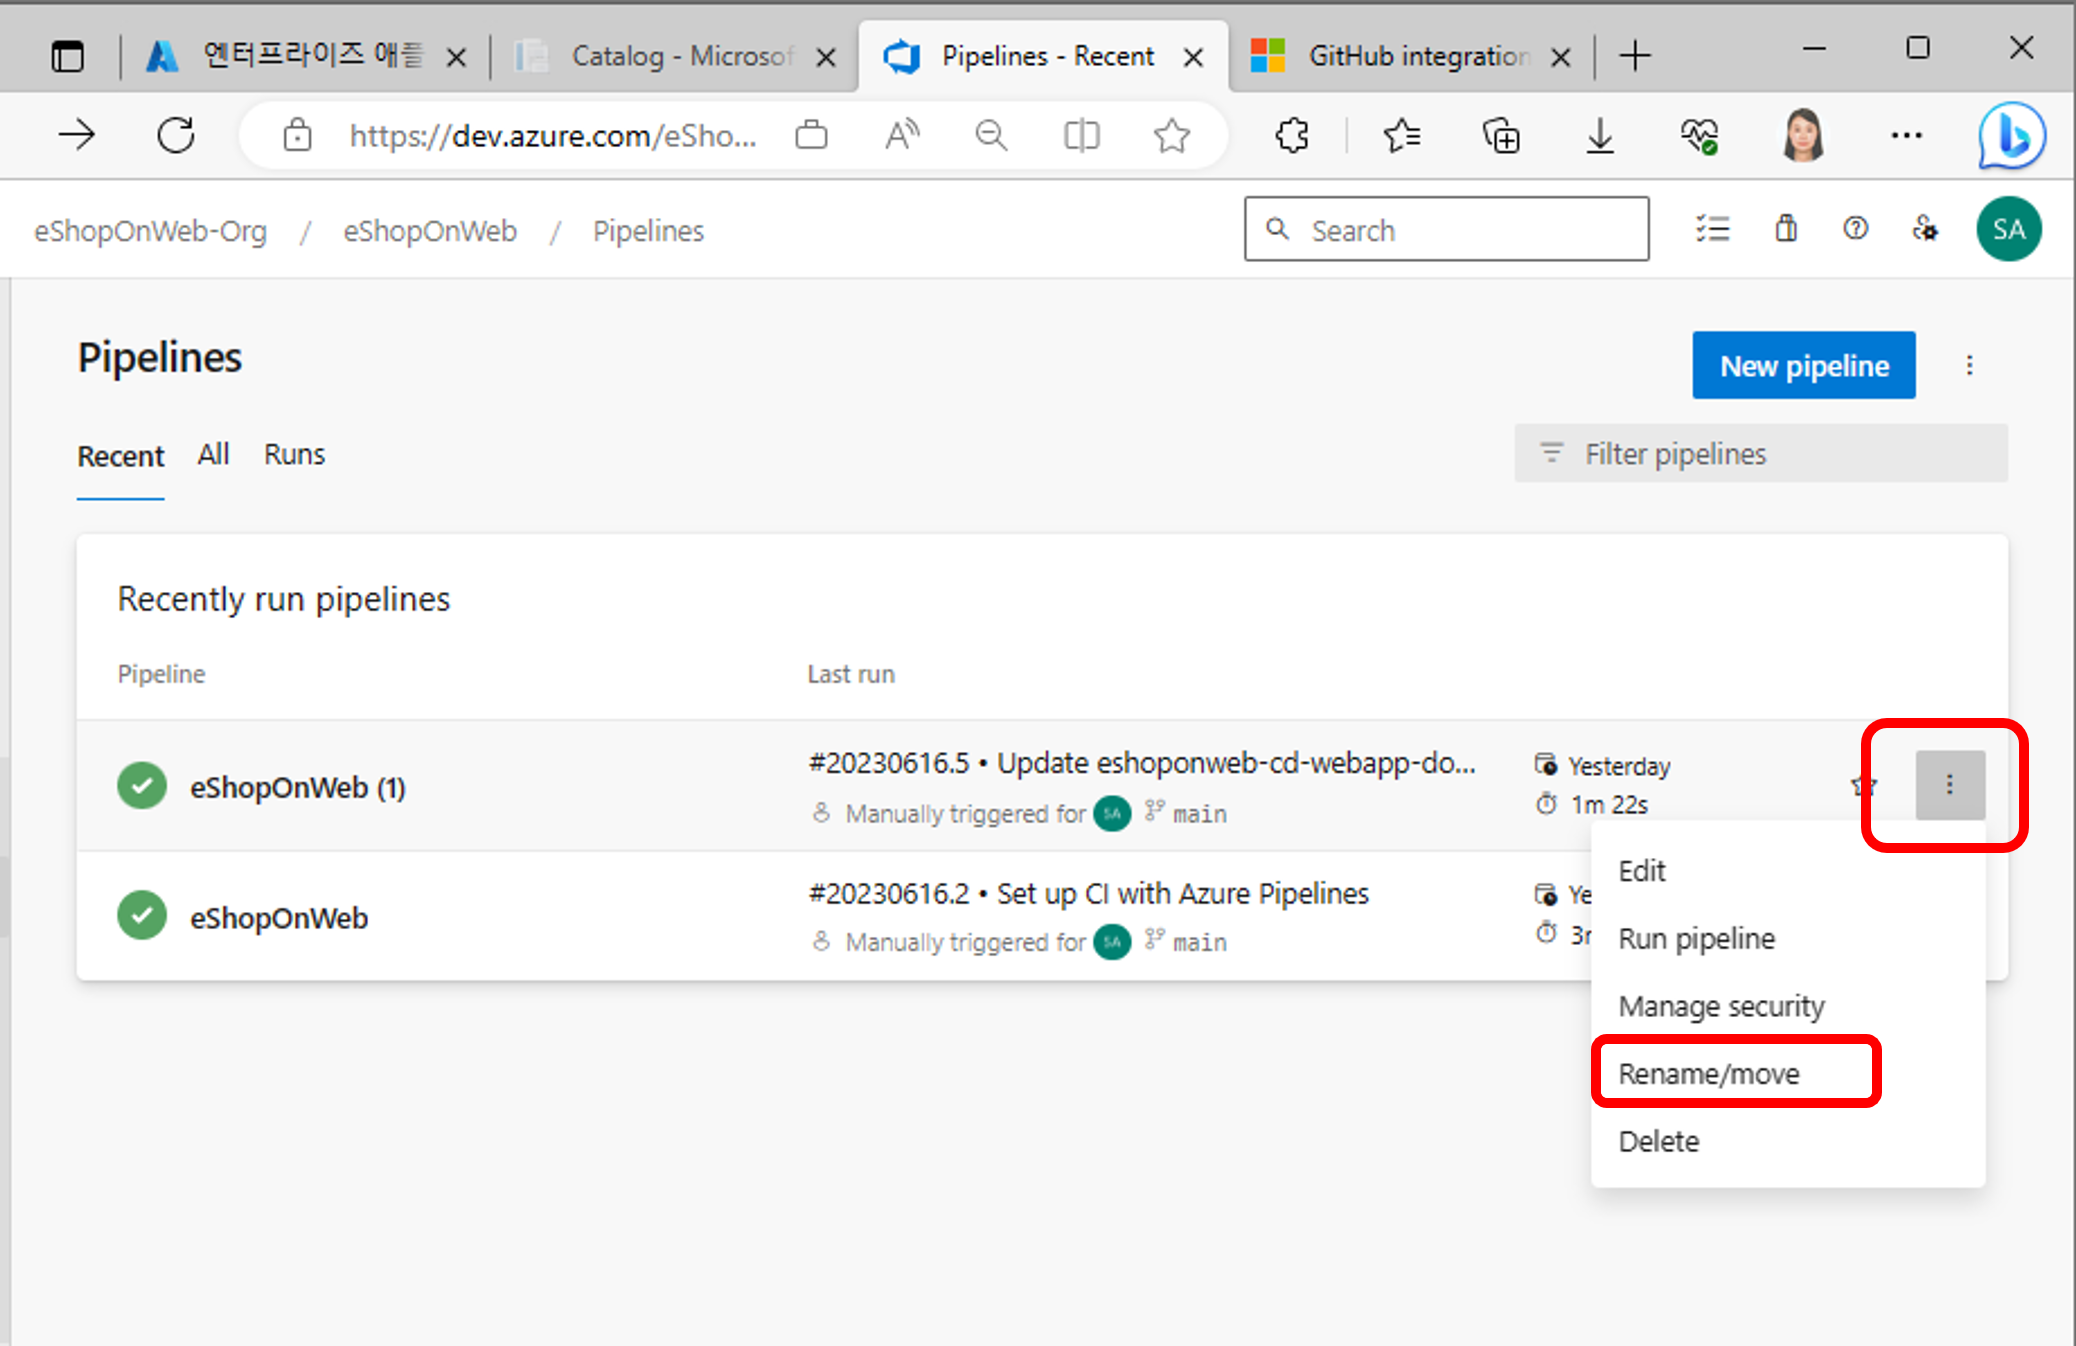 엔터프라이즈 애플
Catalog - Microsof
Pipelines - Recent
GitHub integration
https://dev.azure.com/eSho...
eShopOnWeb-Org / eShopOnWeb / Pipelines
Search
SA
Pipelines
New pipeline
Recent All Runs
Filter pipelines
Recently run pipelines
Pipeline
Last run
eShopOnWeb (1)
#20230616.5 • Update eshoponweb-cd-webapp-do...
Manually triggered for SA main
Yesterday
1m 22s
eShopOnWeb
#20230616.2 • Set up CI with Azure Pipelines
Manually triggered for SA main
Ye
3m
Edit
Run pipeline
Manage security
Rename/move
Delete